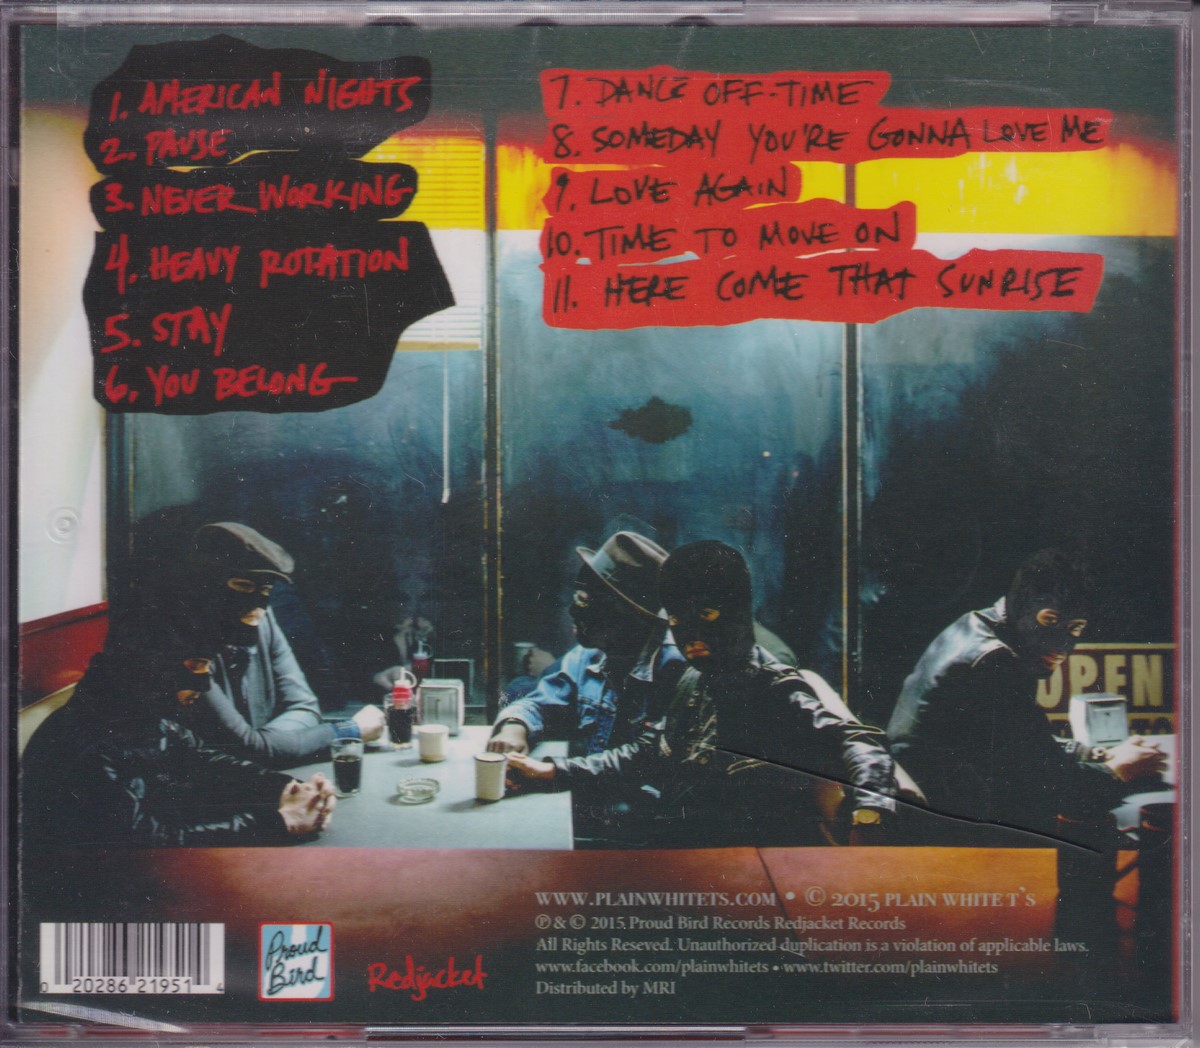 1. AMERICAN NIGHTS
2. PAUSE
3. NEVER WORKING
4. HEAVY ROTATION
5. STAY
6. YOU BELONG
7. DANCE OFF-TIME
8. SOMEDAY YOU'RE GONNA LOVE ME
9. LOVE AGAIN
10. TIME TO MOVE ON
11. HERE COME THAT SUNRISE
OPEN
WWW.PLAINWHITETS.COM • © 2015 PLAIN WHITE T'S
℗ & © 2015 Proud Bird Records Redjacket Records
All Rights Reseved. Unauthorized duplication is a violation of applicable laws.
www.facebook.com/plainwhitets • www.twitter.com/plainwhitets
Distributed by MRI
0 20286 21951 4
Proud
Bird
Redjacket